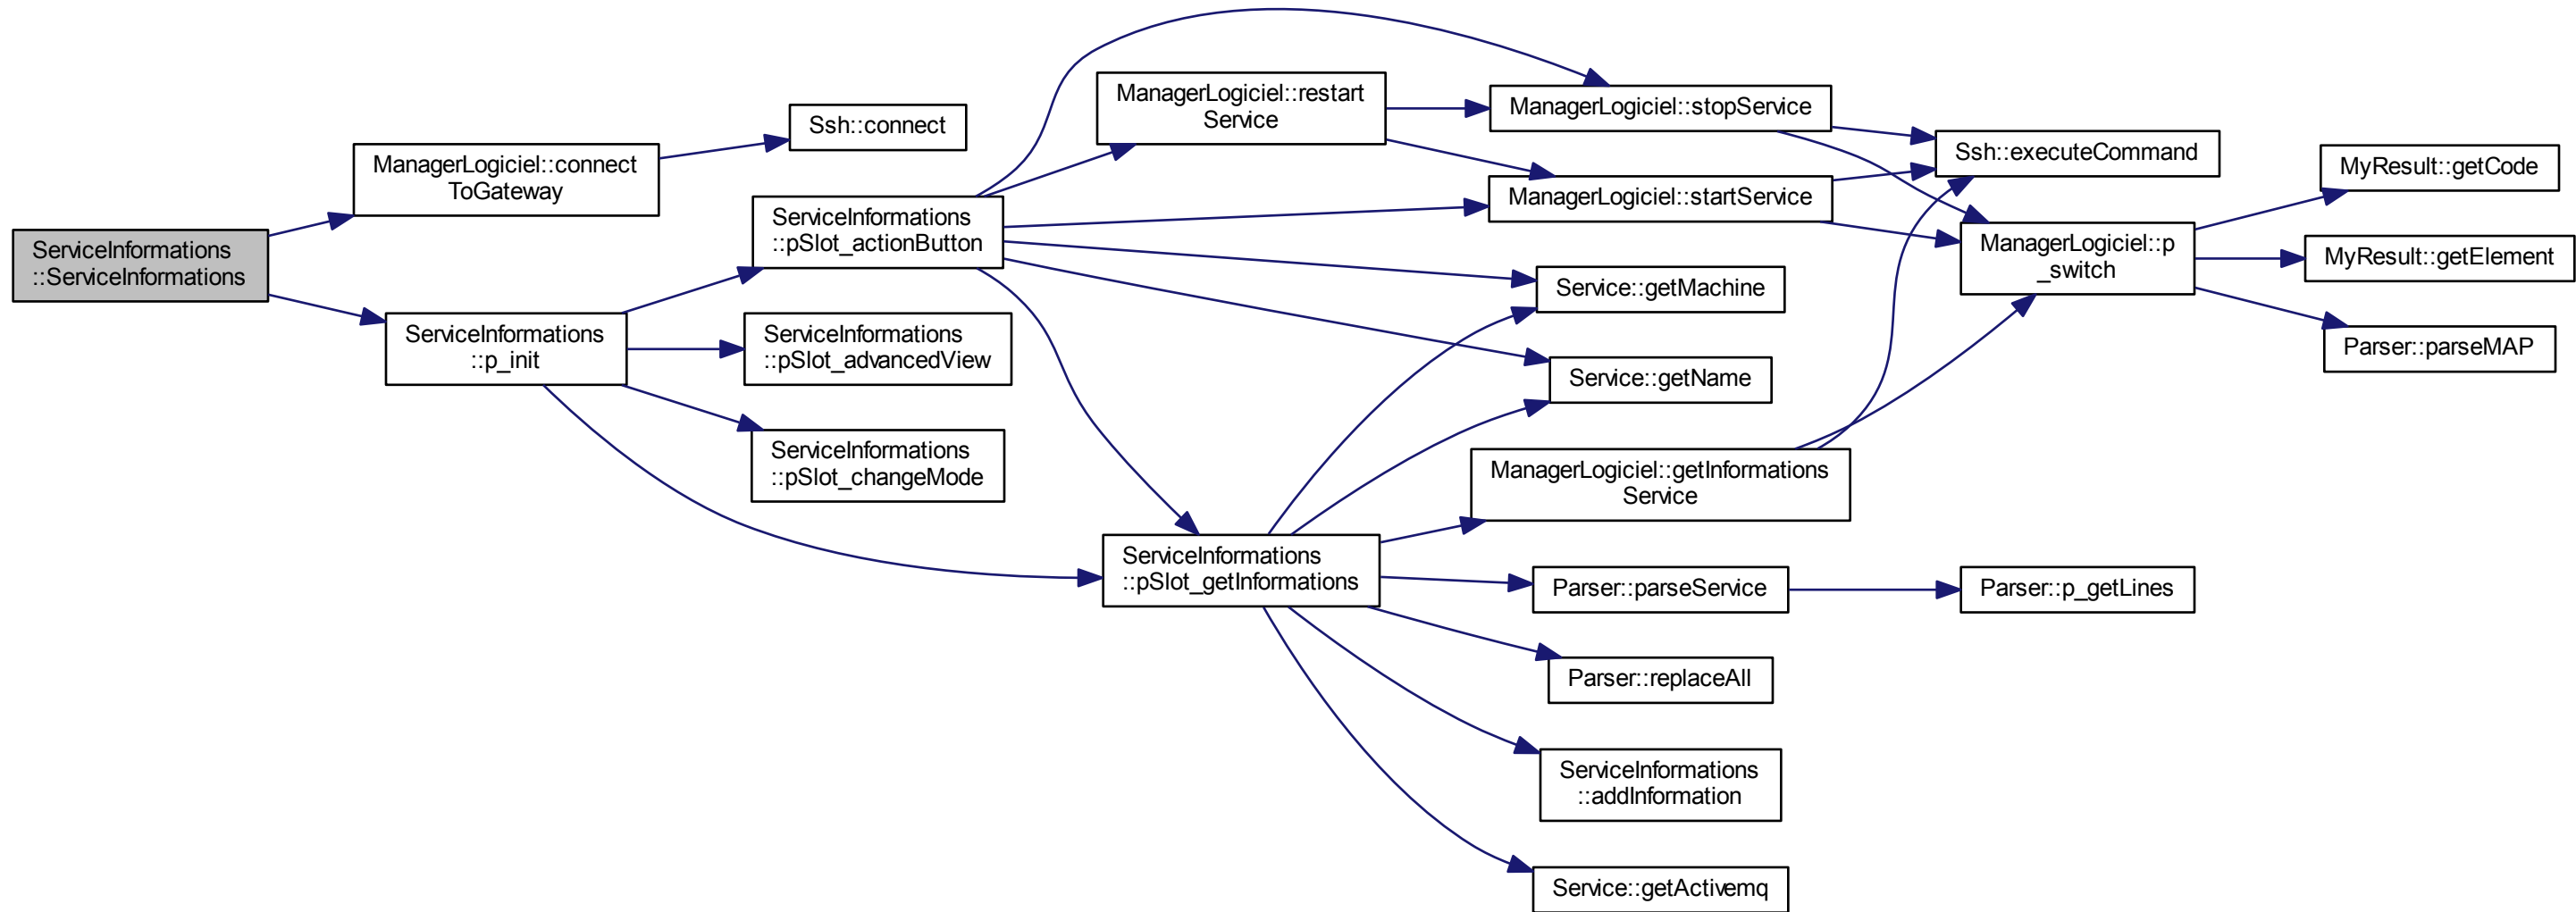 ServiceInformations
::ServiceInformations
ManagerLogiciel::connect
ToGateway
Ssh::connect
ServiceInformations
::p_init
ServiceInformations
::pSlot_actionButton
ServiceInformations
::pSlot_advancedView
ServiceInformations
::pSlot_changeMode
ManagerLogiciel::restart
Service
ServiceInformations
::pSlot_getInformations
ManagerLogiciel::stopService
ManagerLogiciel::startService
Service::getMachine
Service::getName
ManagerLogiciel::getInformations
Service
Parser::parseService
Parser::replaceAll
ServiceInformations
::addInformation
Service::getActivemq
Ssh::executeCommand
ManagerLogiciel::p
_switch
Parser::p_getLines
MyResult::getCode
MyResult::getElement
Parser::parseMAP